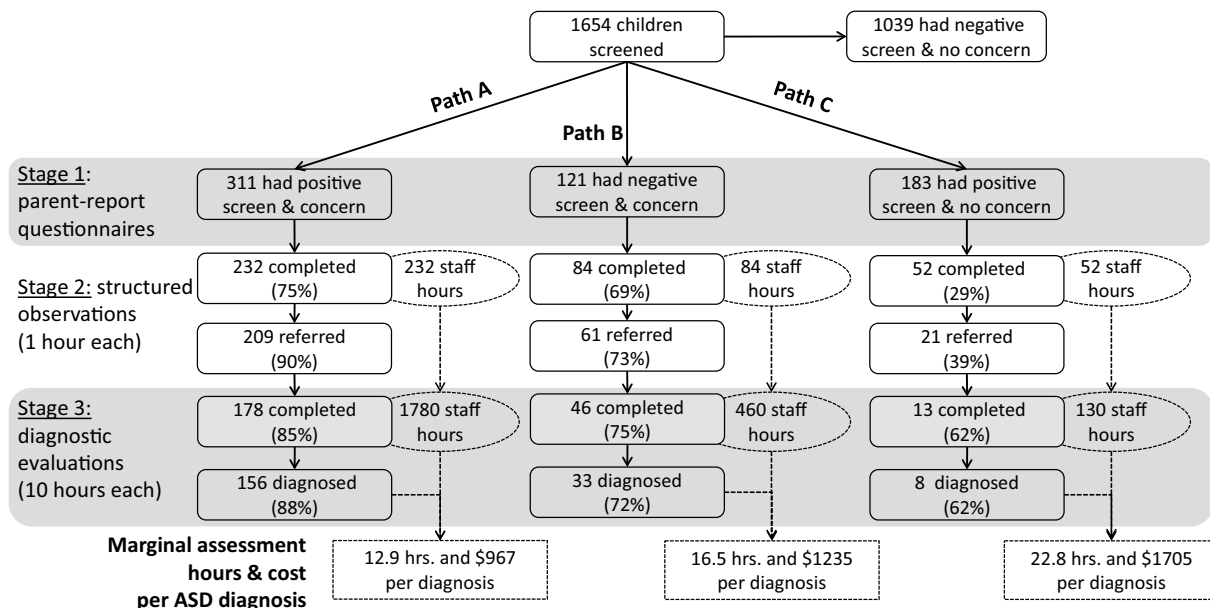 1654 children
screened
1039 had negative
screen & no concern
Path A
Path B
Path C
Stage 1:
parent-report
questionnaires
311 had positive
screen & concern
121 had negative
screen & concern
183 had positive
screen & no concern
Stage 2: structured
observations
(1 hour each)
232 completed
(75%)
232 staff
hours
84 completed
(69%)
84 staff
hours
52 completed
(29%)
52 staff
hours
209 referred
(90%)
61 referred
(73%)
21 referred
(39%)
Stage 3:
diagnostic
evaluations
(10 hours each)
178 completed
(85%)
1780 staff
hours
46 completed
(75%)
460 staff
hours
13 completed
(62%)
130 staff
hours
156 diagnosed
(88%)
33 diagnosed
(72%)
8 diagnosed
(62%)
Marginal assessment
hours & cost
per ASD diagnosis
12.9 hrs. and $967
per diagnosis
16.5 hrs. and $1235
per diagnosis
22.8 hrs. and $1705
per diagnosis